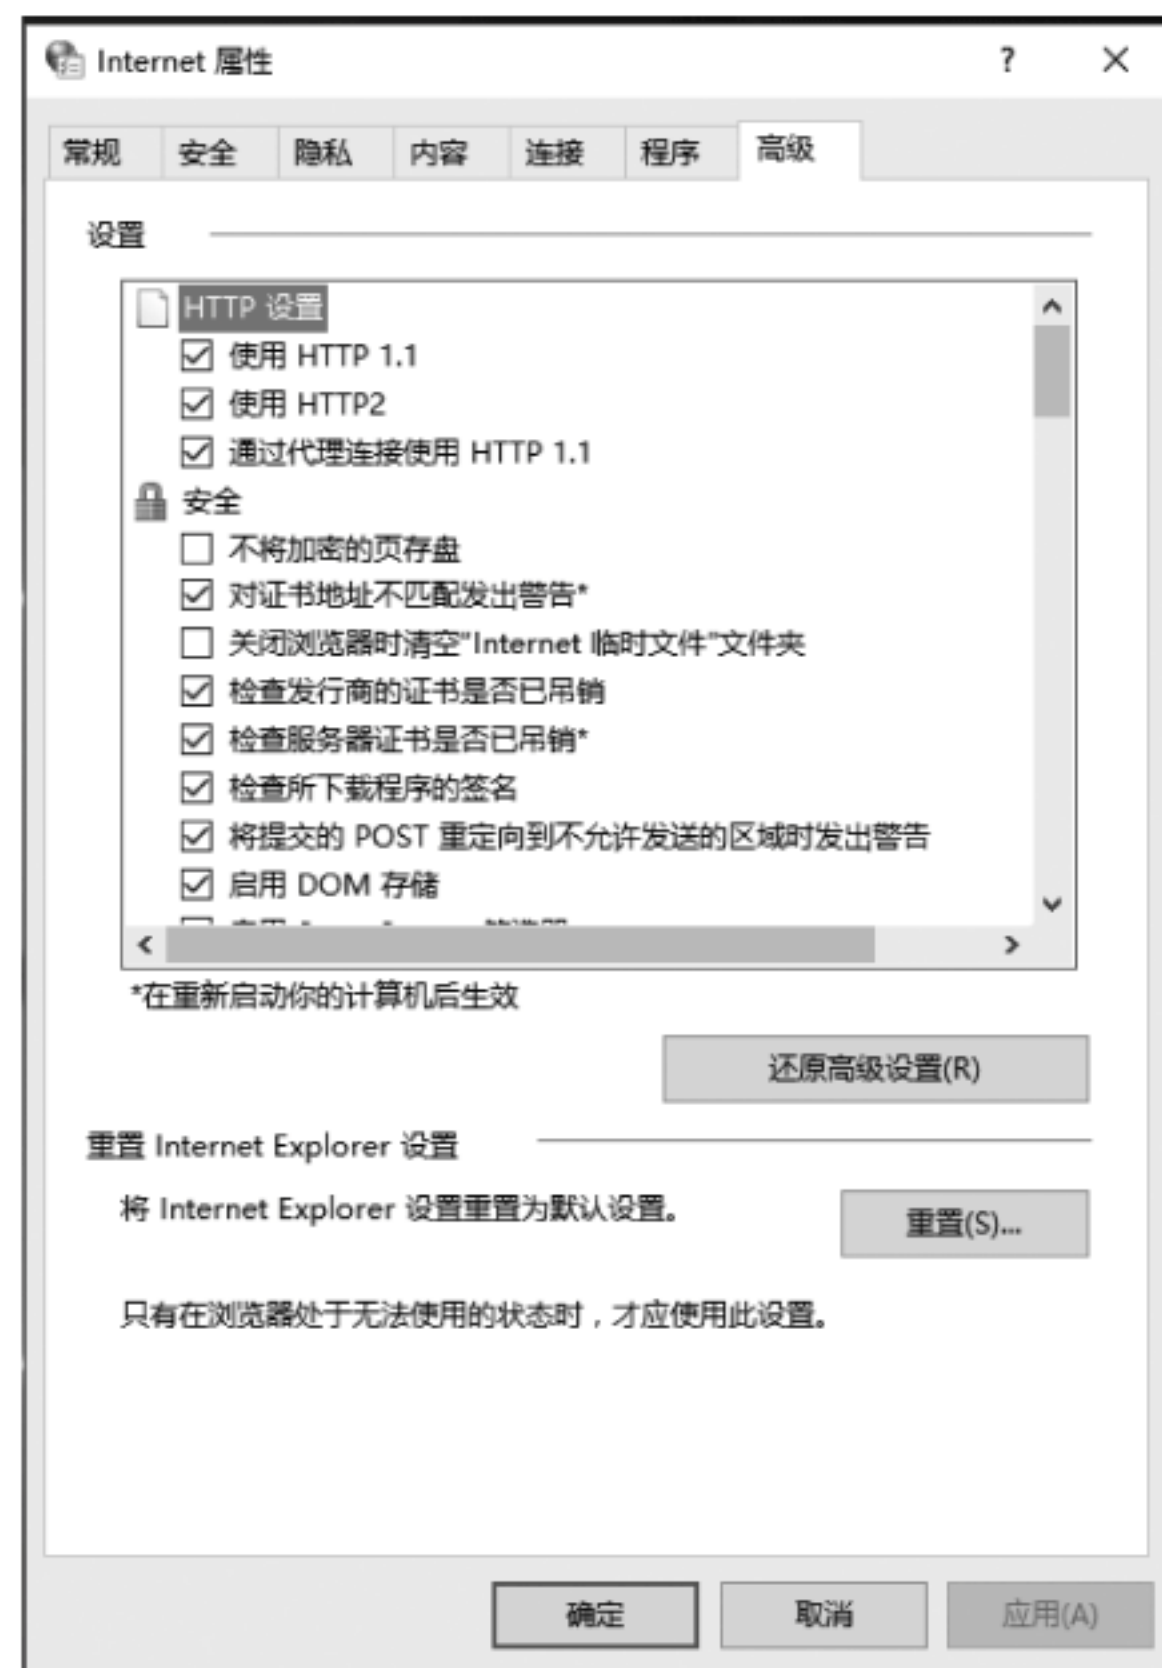 Internet 属性
?
常规 安全 隐私 内容 连接 程序 高级
设置
HTTP 设置
使用 HTTP 1.1
使用 HTTP2
通过代理连接使用 HTTP 1.1
安全
不将加密的页存盘
对证书地址不匹配发出警告*
关闭浏览器时清空"Internet 临时文件"文件夹
检查发行商的证书是否已吊销
检查服务器证书是否已吊销*
检查所下载程序的签名
将提交的 POST 重定向到不允许发送的区域时发出警告
启用 DOM 存储
*在重新启动你的计算机后生效
还原高级设置(R)
重置 Internet Explorer 设置
将 Internet Explorer 设置重置为默认设置。
重置(S)...
只有在浏览器处于无法使用的状态时，才应使用此设置。
确定 取消 应用(A)